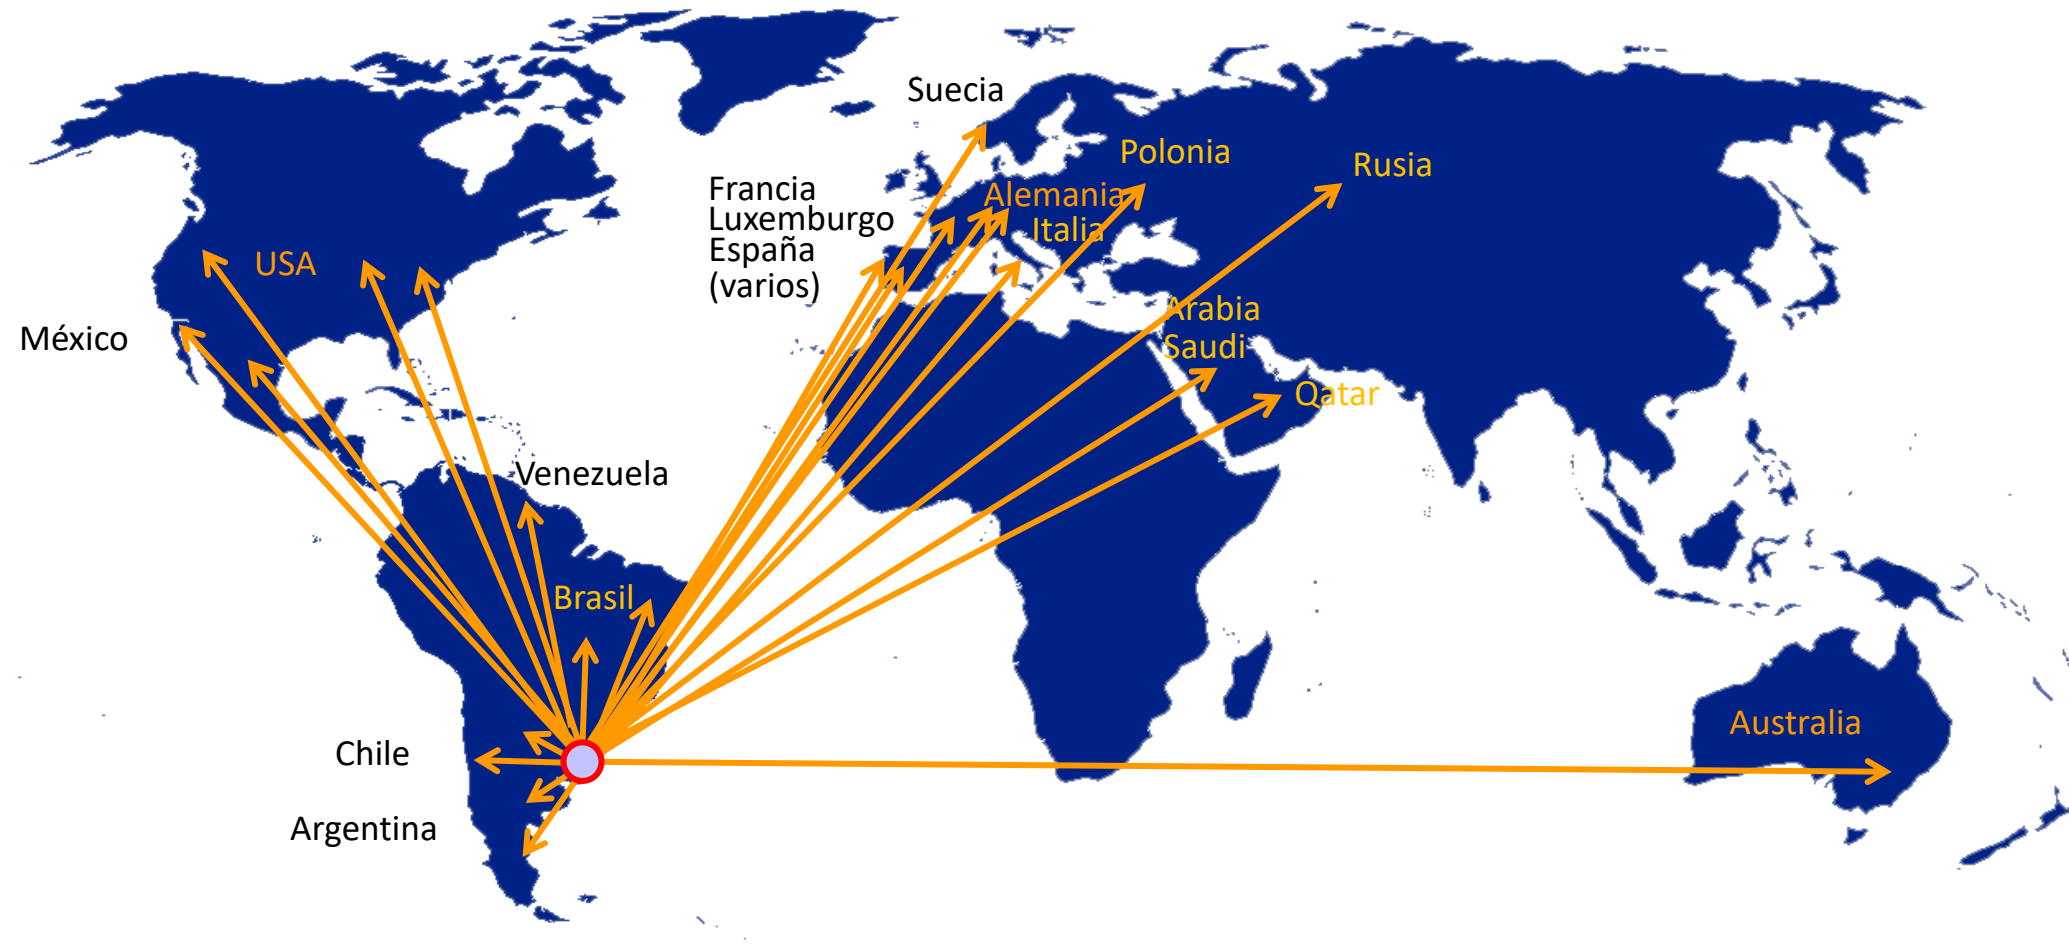 Suecia
Polonia
Rusia
Francia
Luxemburgo
España
(varios)
Alemania
Italia
USA
México
Arabia
Saudi
Qatar
Venezuela
Brasil
Chile
Argentina
Australia